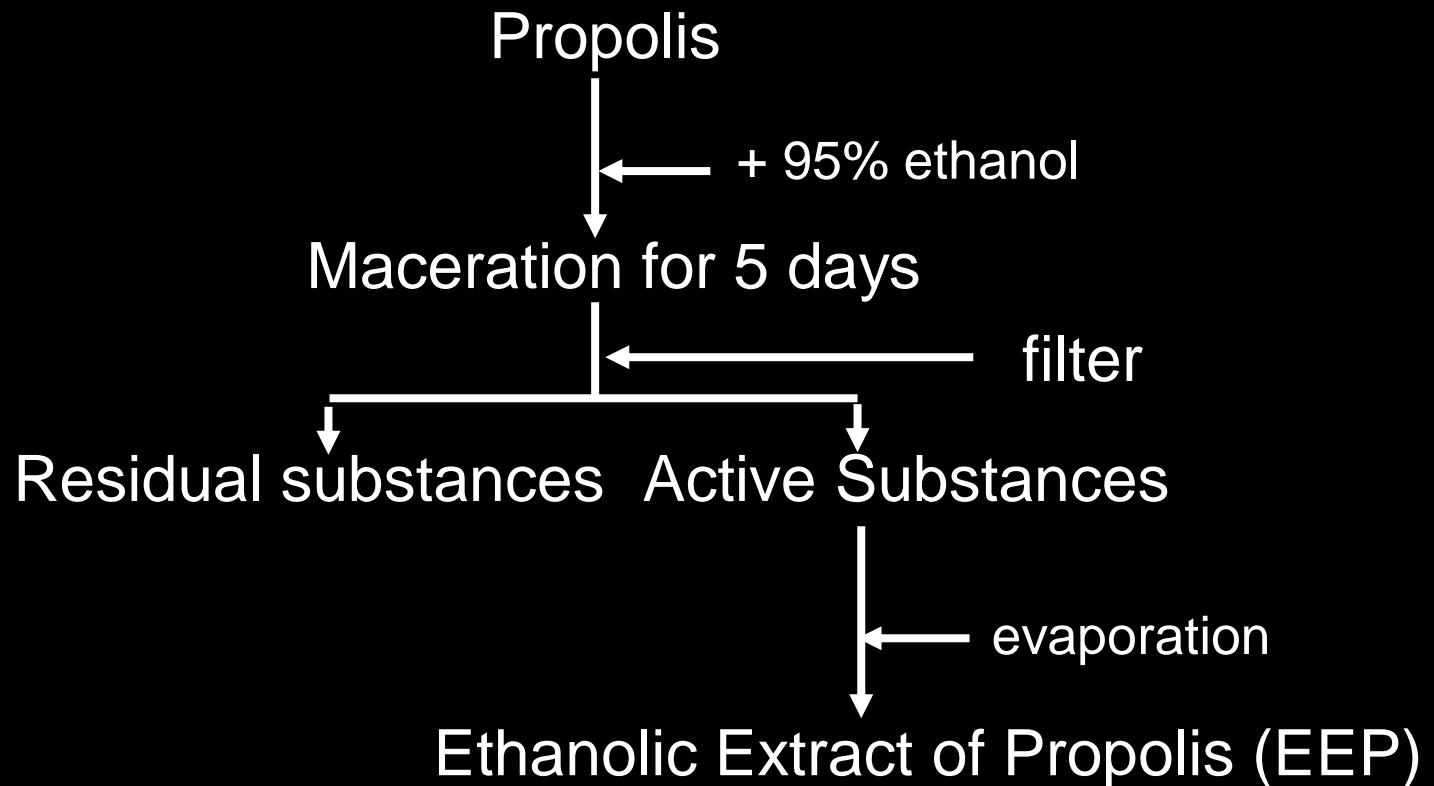 Propolis
+ 95% ethanol
Maceration for 5 days
filter
Residual substances
Active Substances
evaporation
Ethanolic Extract of Propolis (EEP)